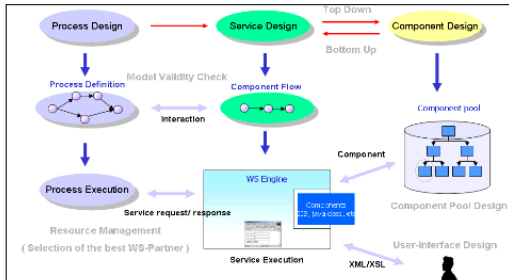 Top Down
Process Design
Service Design
Component Design
Bottom Up
Model Validity Check
Process Definition
Component Flow
Component pool
Interaction
Component
WS Engine
Process Execution
Components
java class, etc
Service request/ response
Component Pool Design
Resource Management
( Selection of the best WS-Partner )
Service Execution
User-Interface Design
XML/XSL